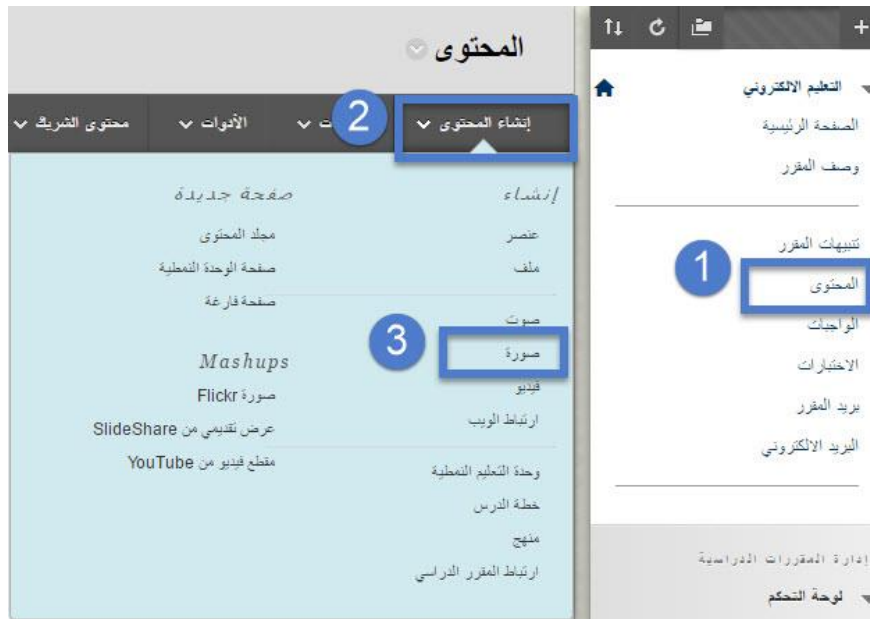 التعليم الالكتروني
الصفحة الرئيسية
وصف المقرر
تنبيهات المقرر
1
المحتوى
الواجبات
الاختبارات
بريد المقرر
البريد الالكتروني
إدارة المقررات الدراسية
لوحة التحكم
المحتوى
إنشاء المحتوى
2
الأدوات
محتوى الشريك
إنشاء
عنصر
ملف
صوت
3
صورة
فيديو
ارتباط الويب
وحدة التعليم النمطية
خطة الدرس
منهج
ارتباط المقرر الدراسي
صفحة جديدة
مجلد المحتوى
صفحة الوحدة النمطية
صفحة فارغة
Mashups
صورة Flickr
عرض تقديمي من SlideShare
مقطع فيديو من YouTube